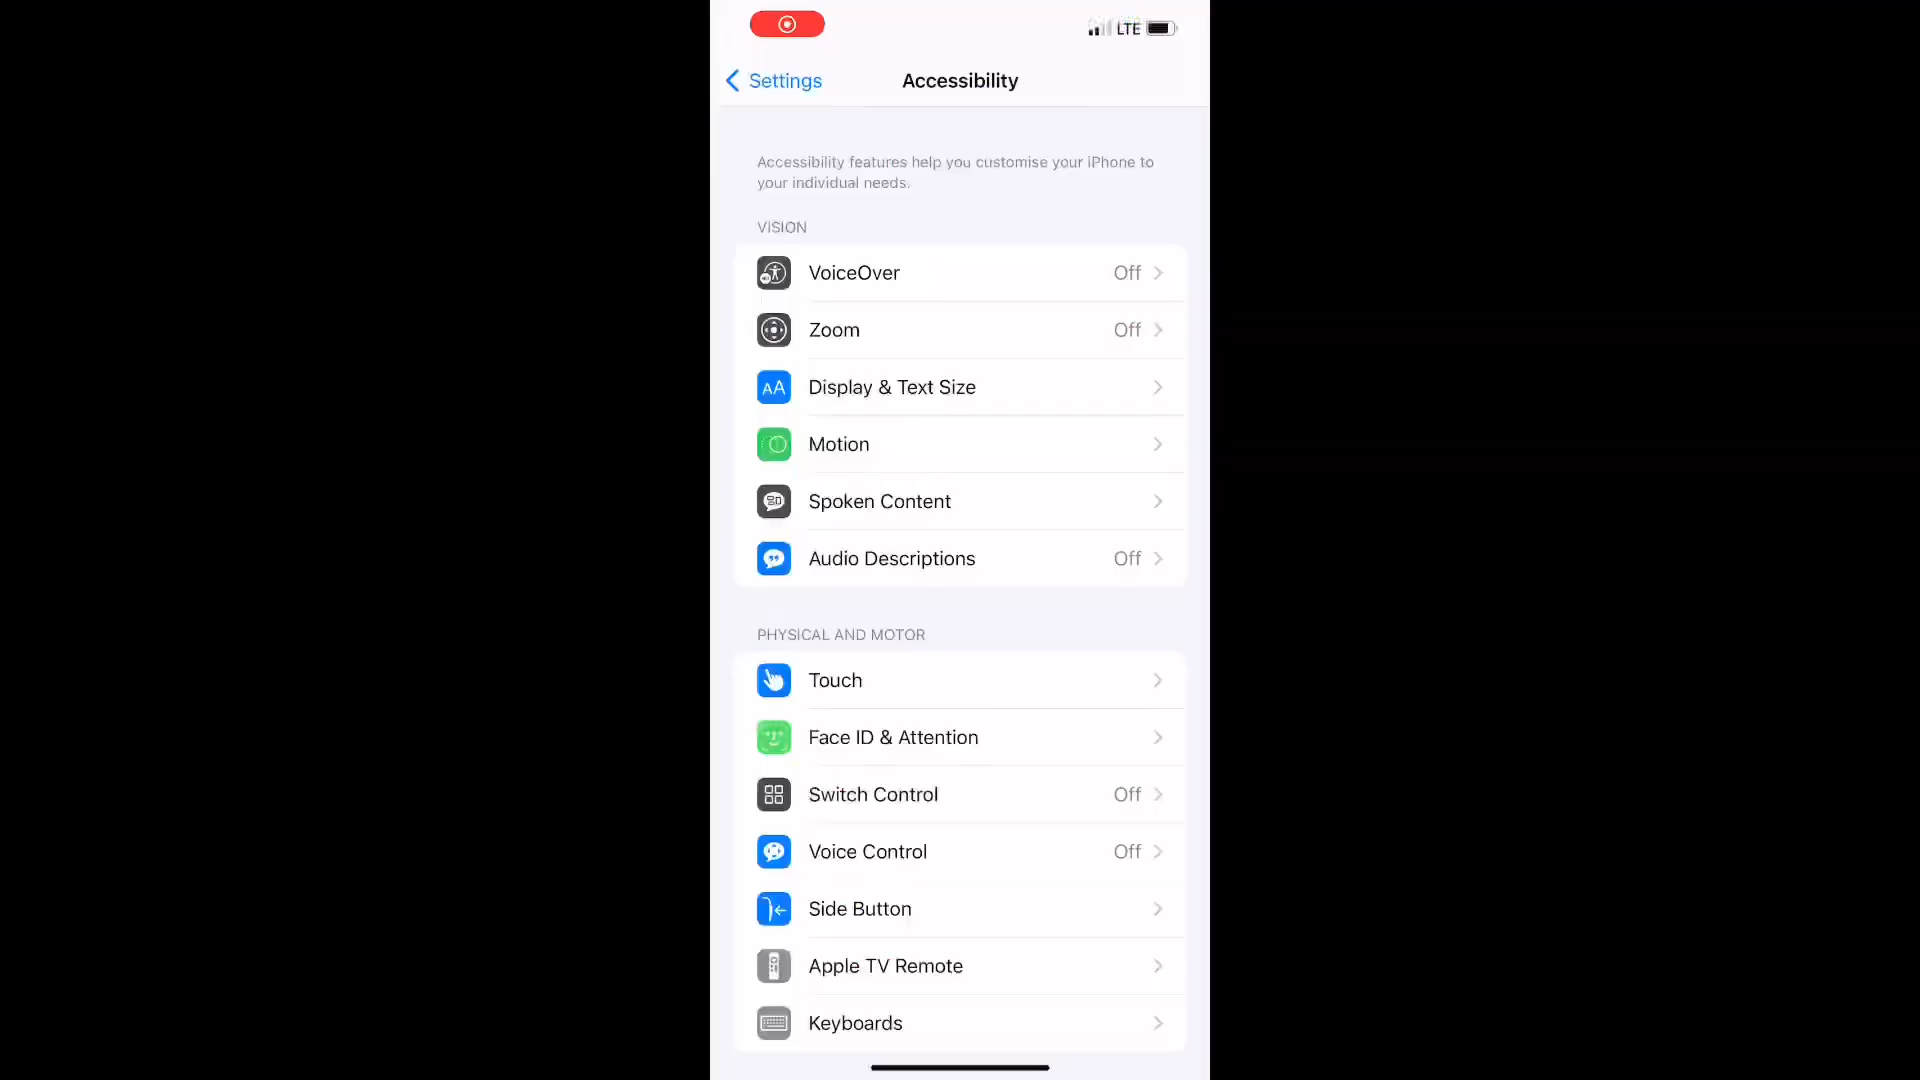 LTE
Settings
Accessibility
Accessibility features help you customise your iPhone to
your individual needs.
VISION
VoiceOver Off
Zoom Off
AA Display & Text Size
Motion
Spoken Content
Audio Descriptions Off
PHYSICAL AND MOTOR
Touch
Face ID & Attention
Switch Control Off
Voice Control Off
Side Button
Apple TV Remote
Keyboards